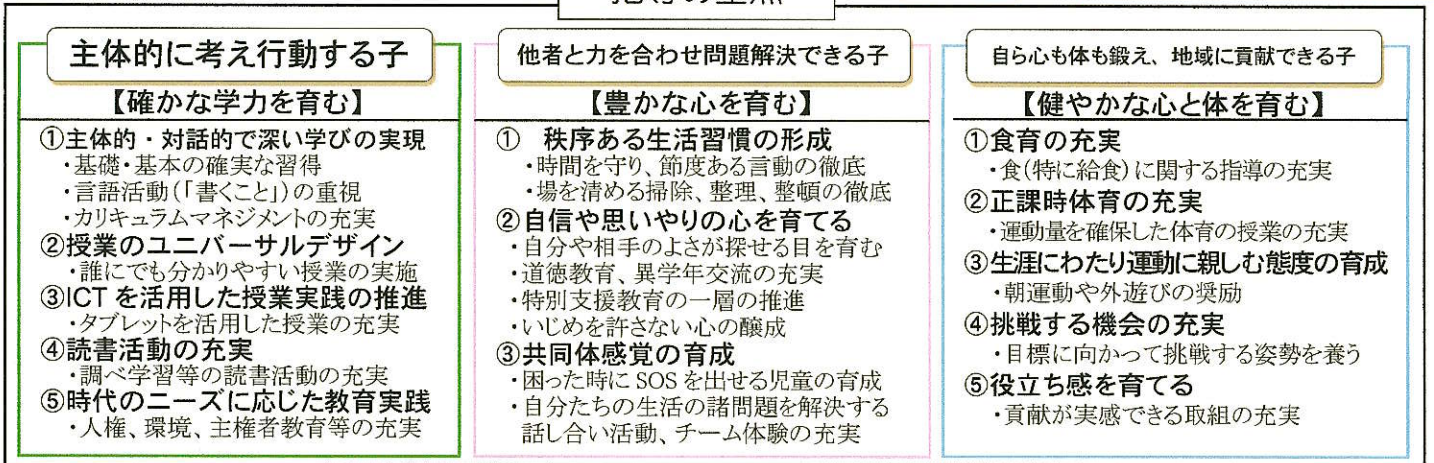 指導の重点
主体的に考え行動する子
【確かな学力を育む】
①主体的・対話的で深い学びの実現
・基礎・基本の確実な習得
・言語活動(「書くこと」)の重視
・カリキュラムマネジメントの充実
②授業のユニバーサルデザイン
・誰にでも分かりやすい授業の実施
③ICTを活用した授業実践の推進
・タブレットを活用した授業の充実
④読書活動の充実
・調べ学習等の読書活動の充実
⑤時代のニーズに応じた教育実践
・人権、環境、主権者教育等の充実
他者と力を合わせ問題解決できる子
【豊かな心を育む】
① 秩序ある生活習慣の形成
・時間を守り、節度ある言動の徹底
・場を清める掃除、整理、整頓の徹底
②自信や思いやりの心を育てる
・自分や相手のよさが探せる目を育む
・道徳教育、異学年交流の充実
・特別支援教育の一層の推進
・いじめを許さない心の醸成
③共同体感覚の育成
・困った時にSOSを出せる児童の育成
・自分たちの生活の諸問題を解決する
話し合い活動、チーム体験の充実
自ら心も体も鍛え、地域に貢献できる子
【健やかな心と体を育む】
①食育の充実
・食(特に給食)に関する指導の充実
②正課時体育の充実
・運動量を確保した体育の授業の充実
③生涯にわたり運動に親しむ態度の育成
・朝運動や外遊びの奨励
④挑戦する機会の充実
・目標に向かって挑戦する姿勢を養う
⑤役立ち感を育てる
・貢献が実感できる取組の充実